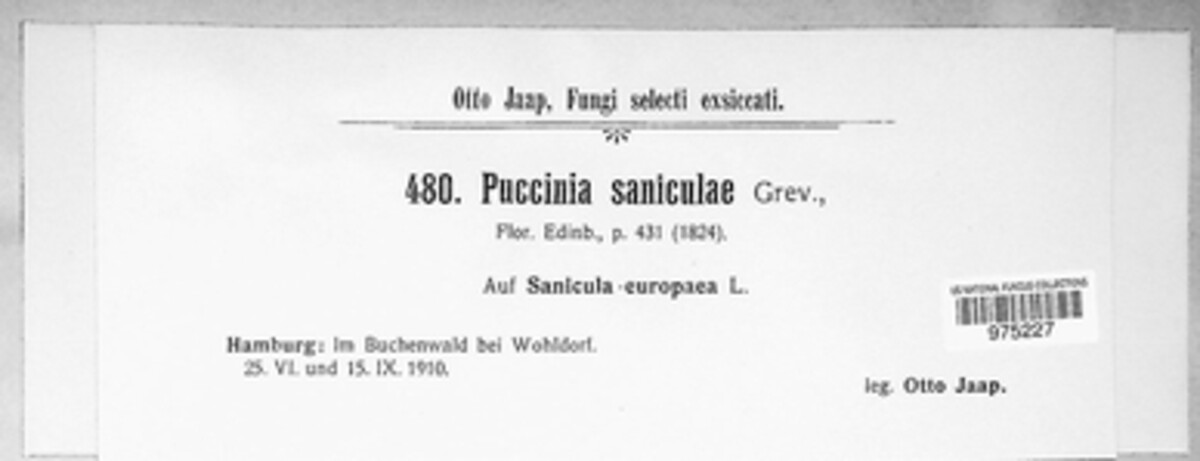 Otto Jaap, Fungi selecti exsiccati.
480. Puccinia saniculae Grev.,
Flor. Edinb., p. 431 (1824).
Auf Sanicula europaea L.
US NATIONAL FUNGUS COLLECTIONS
975227
Hamburg: Im Buchenwald bei Wohldorf.
25. VI. und 15. IX. 1910.
leg. Otto Jaap.